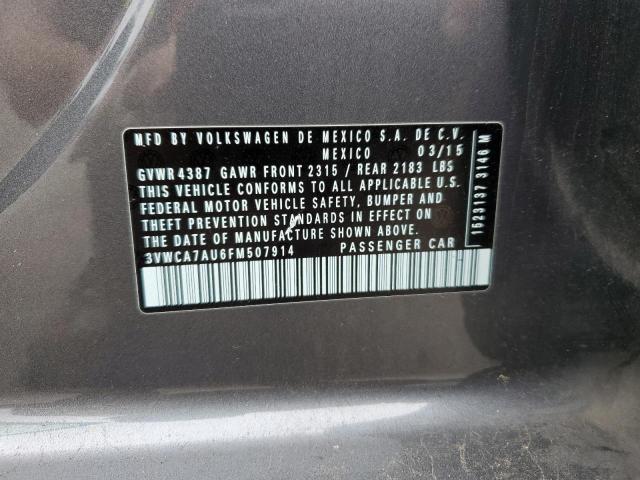 MFD BY VOLKSWAGEN DE MEXICO S.A. DE C.V.
MEXICO 03/15
GVWR 4387 GAWR FRONT 2315 / REAR 2183 LBS
THIS VEHICLE CONFORMS TO ALL APPLICABLE U.S.
FEDERAL MOTOR VEHICLE SAFETY, BUMPER AND
THEFT PREVENTION STANDARDS IN EFFECT ON
THE DATE OF MANUFACTURE SHOWN ABOVE.
3VWCA7AU6FM507914 PASSENGER CAR
1523137 3146 M